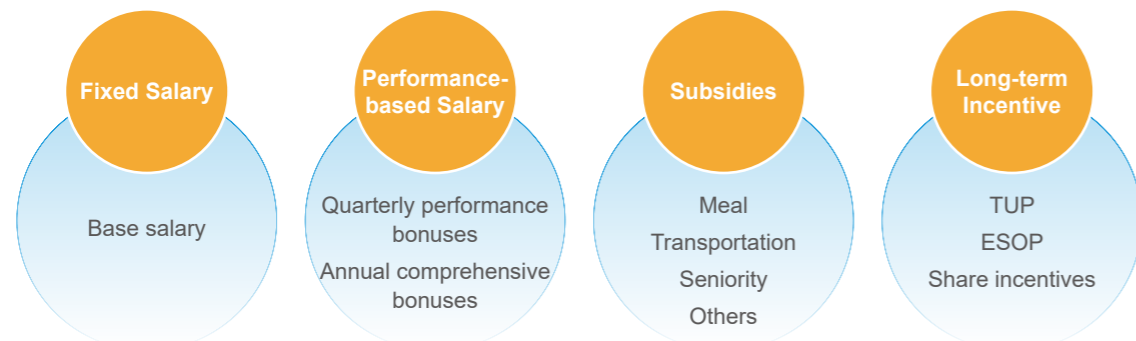 Fixed Salary
Base salary
Performance-
based Salary
Quarterly performance
bonuses
Annual comprehensive
bonuses
Subsidies
Meal
Transportation
Seniority
Others
Long-term
Incentive
TUP
ESOP
Share incentives